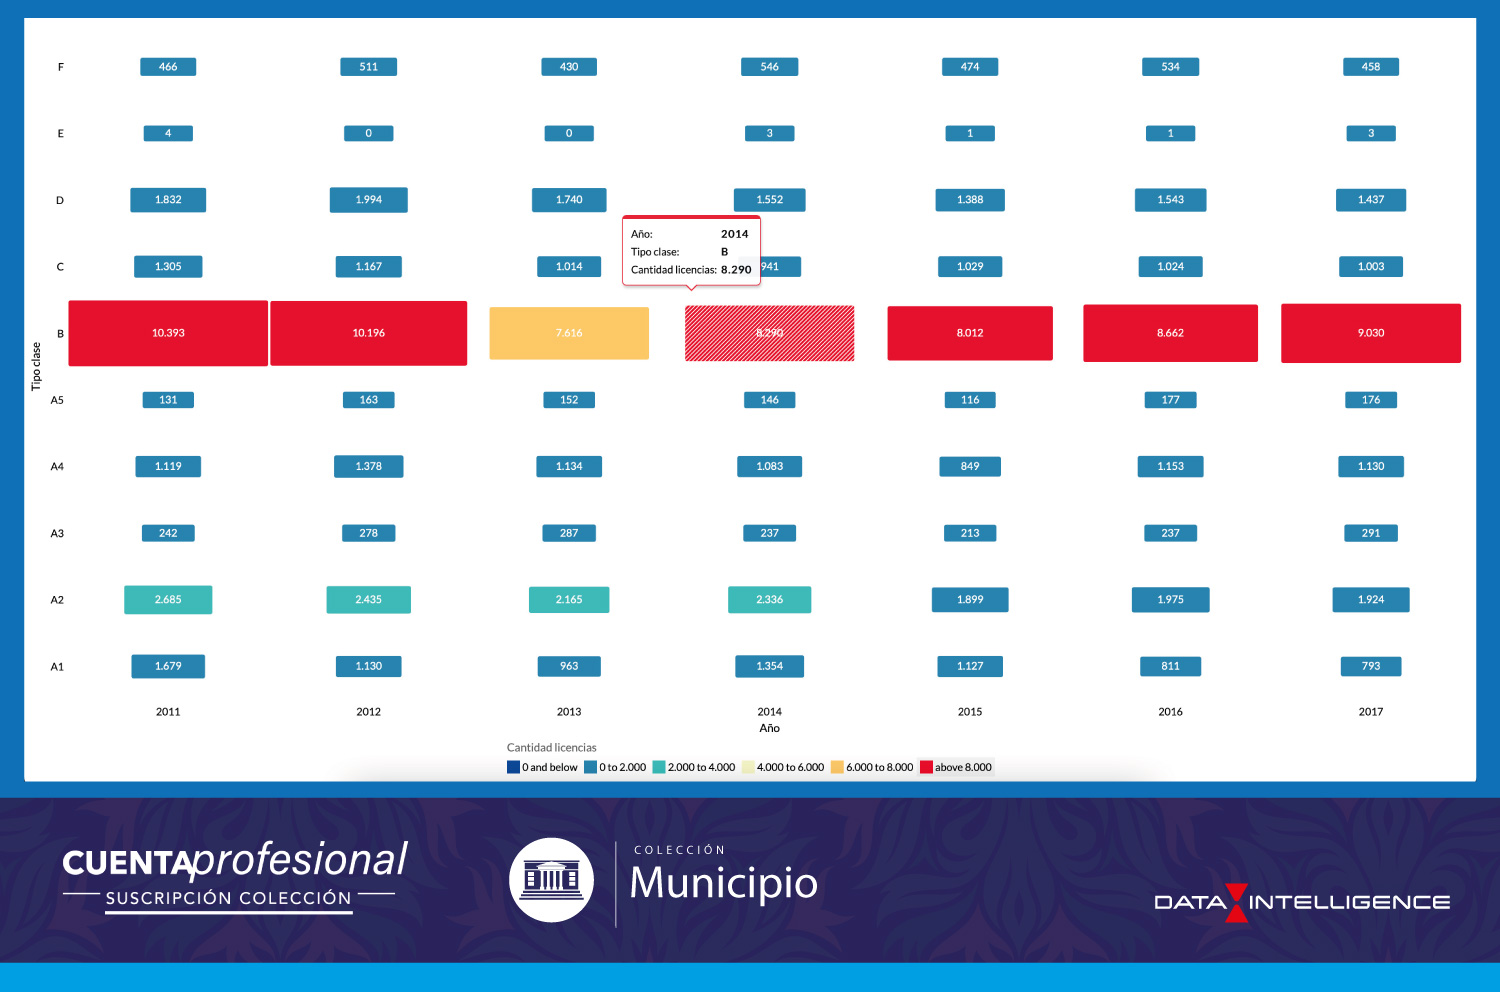 F 466 511 430 546 474 534 458
E 4 0 0 3 1 1 3
D 1.832 1.994 1.740 1.552 1.388 1.543 1.437
Año: 2014
Tipo clase: B
Cantidad licencias: 8.290
C 1.305 1.167 1.014 941 1.029 1.024 1.003
B 10.393 10.196 7.616 8.290 8.012 8.662 9.030
Tipo clase
A5 131 163 152 146 116 177 176
A4 1.119 1.378 1.134 1.083 849 1.153 1.130
A3 242 278 287 237 213 237 291
A2 2.685 2.435 2.165 2.336 1.899 1.975 1.924
A1 1.679 1.130 963 1.354 1.127 811 793
2011 2012 2013 2014 2015 2016 2017
Año
Cantidad licencias
0 and below 0 to 2.000 2.000 to 4.000 4.000 to 6.000 6.000 to 8.000 above 8.000
CUENTAprofesional
SUSCRIPCIÓN COLECCIÓN
COLECCIÓN
Municipio
DATA INTELLIGENCE